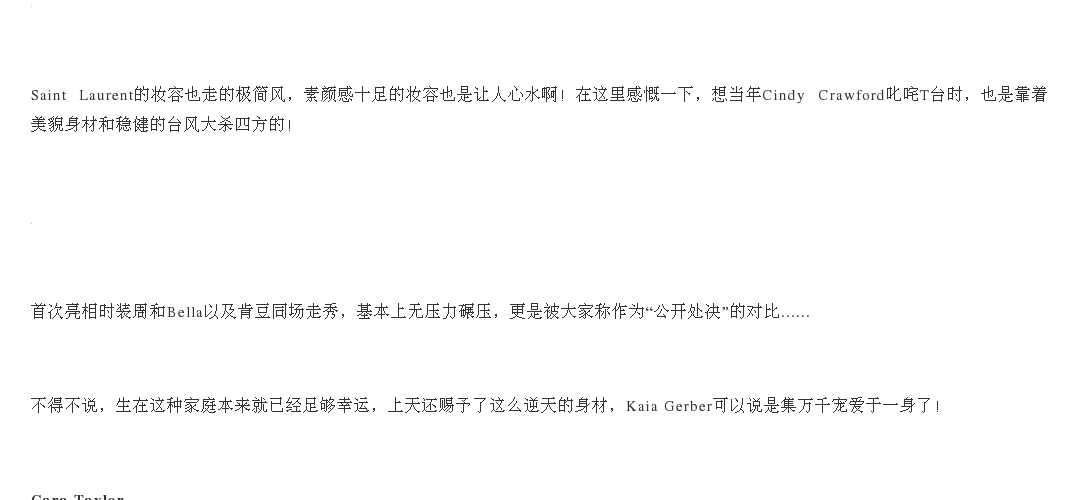 Saint Laurent的妆容也走的极简风，素颜感十足的妆容也是让人心水啊！在这里感慨一下，想当年Cindy Crawford叱咤T台时，也是靠着
美貌身材和稳健的台风大杀四方的！
首次亮相时装周和Bella以及肯豆同场走秀，基本上无压力碾压，更是被大家称作为“公开处决”的对比……
不得不说，生在这种家庭本来就已经足够幸运，上天还赐予了这么逆天的身材，Kaia Gerber可以说是集万千宠爱于一身了！
Cara Taylor